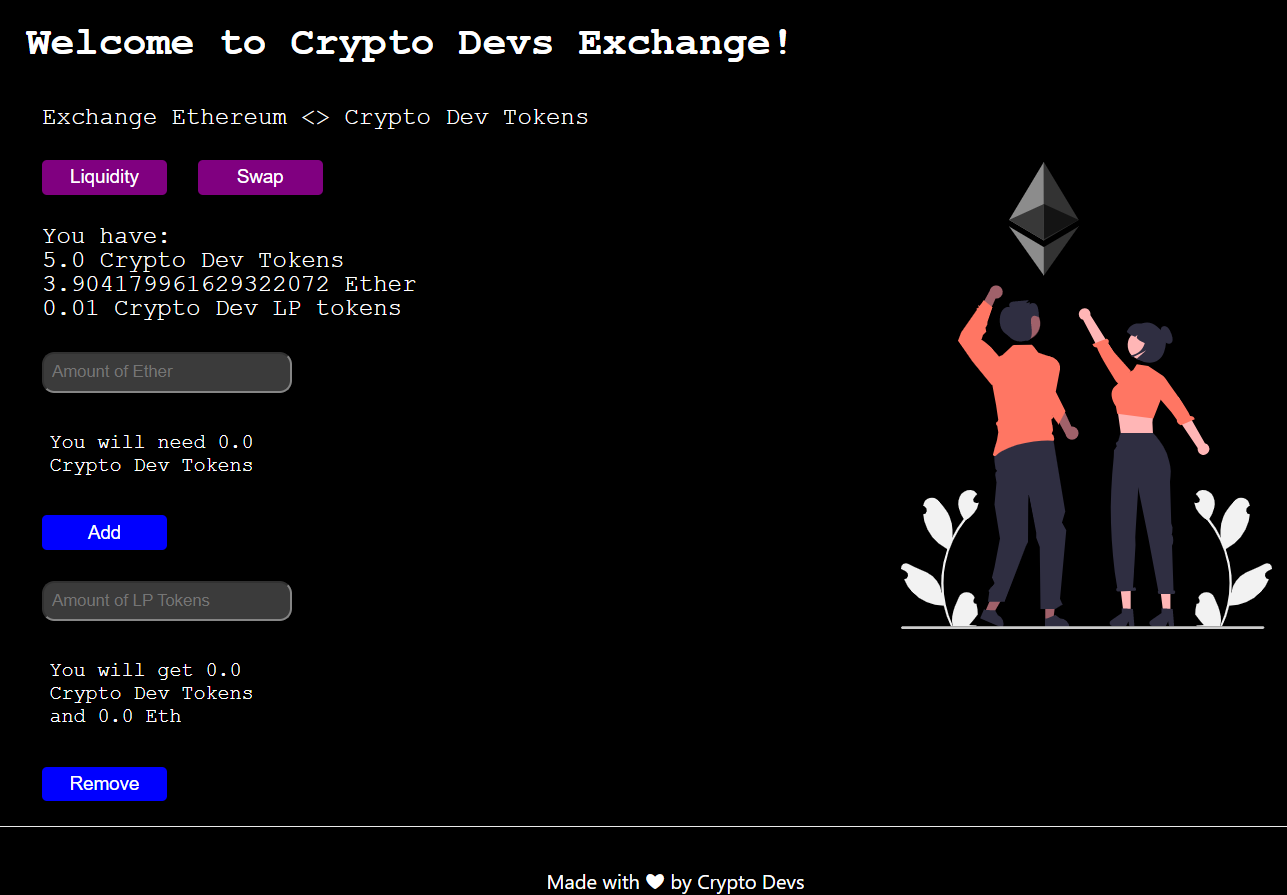 Welcome to Crypto Devs Exchange!
Exchange Ethereum <> Crypto Dev Tokens
Liquidity Swap
You have:
5.0 Crypto Dev Tokens
3.904179961629322072 Ether
0.01 Crypto Dev LP tokens
Amount of Ether
You will need 0.0
Crypto Dev Tokens
Add
Amount of LP Tokens
You will get 0.0
Crypto Dev Tokens
and 0.0 Eth
Remove
Made with ♥ by Crypto Devs